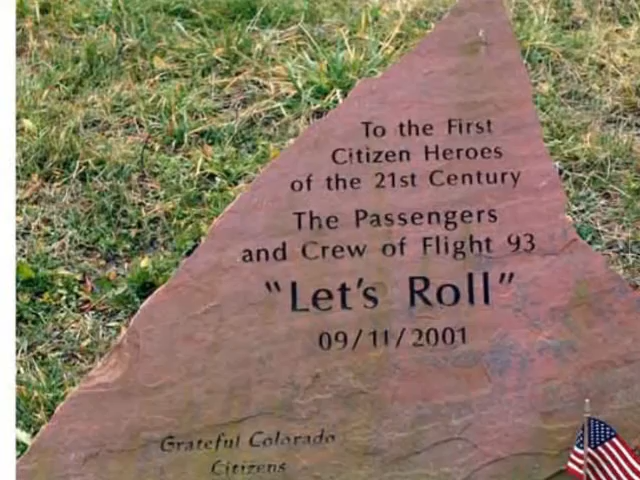 To the First
Citizen Heroes
of the 21st Century
The Passengers
and Crew of Flight 93
"Let's Roll"
09/11/2001
Grateful Colorado
Citizens